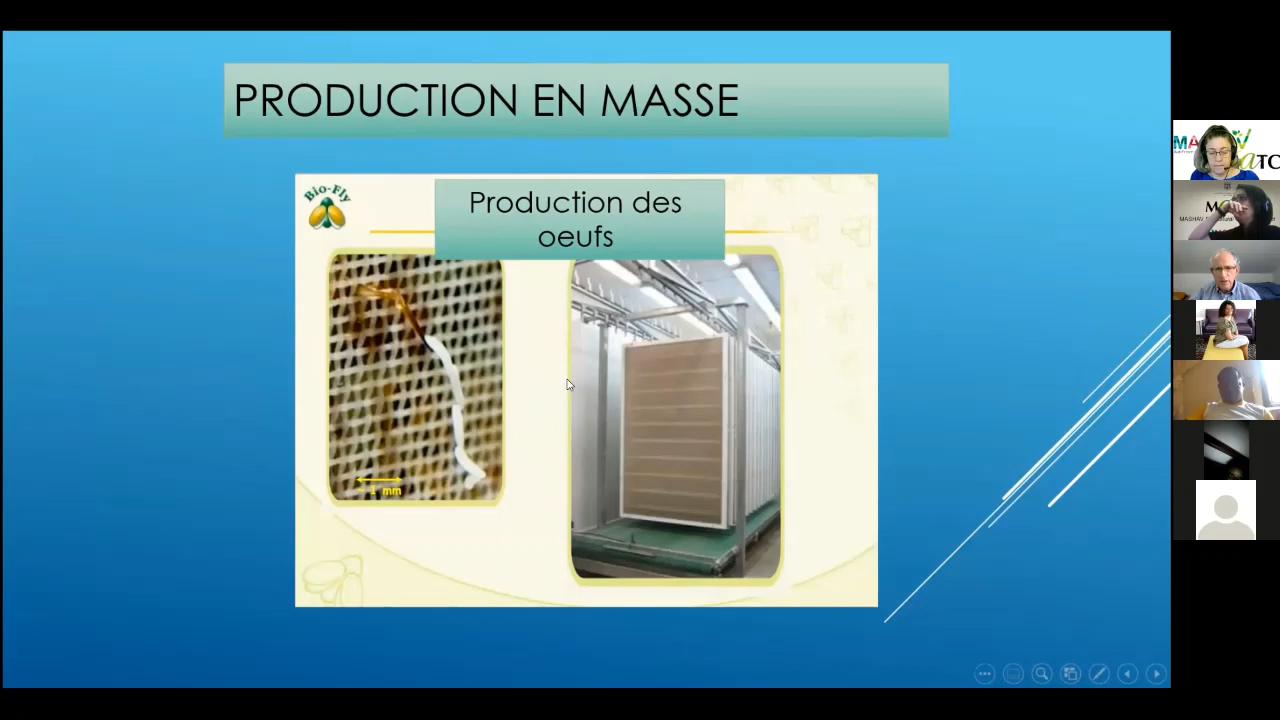 PRODUCTION EN MASSE
Bio-Fly
Production des
oeufs
1 mm